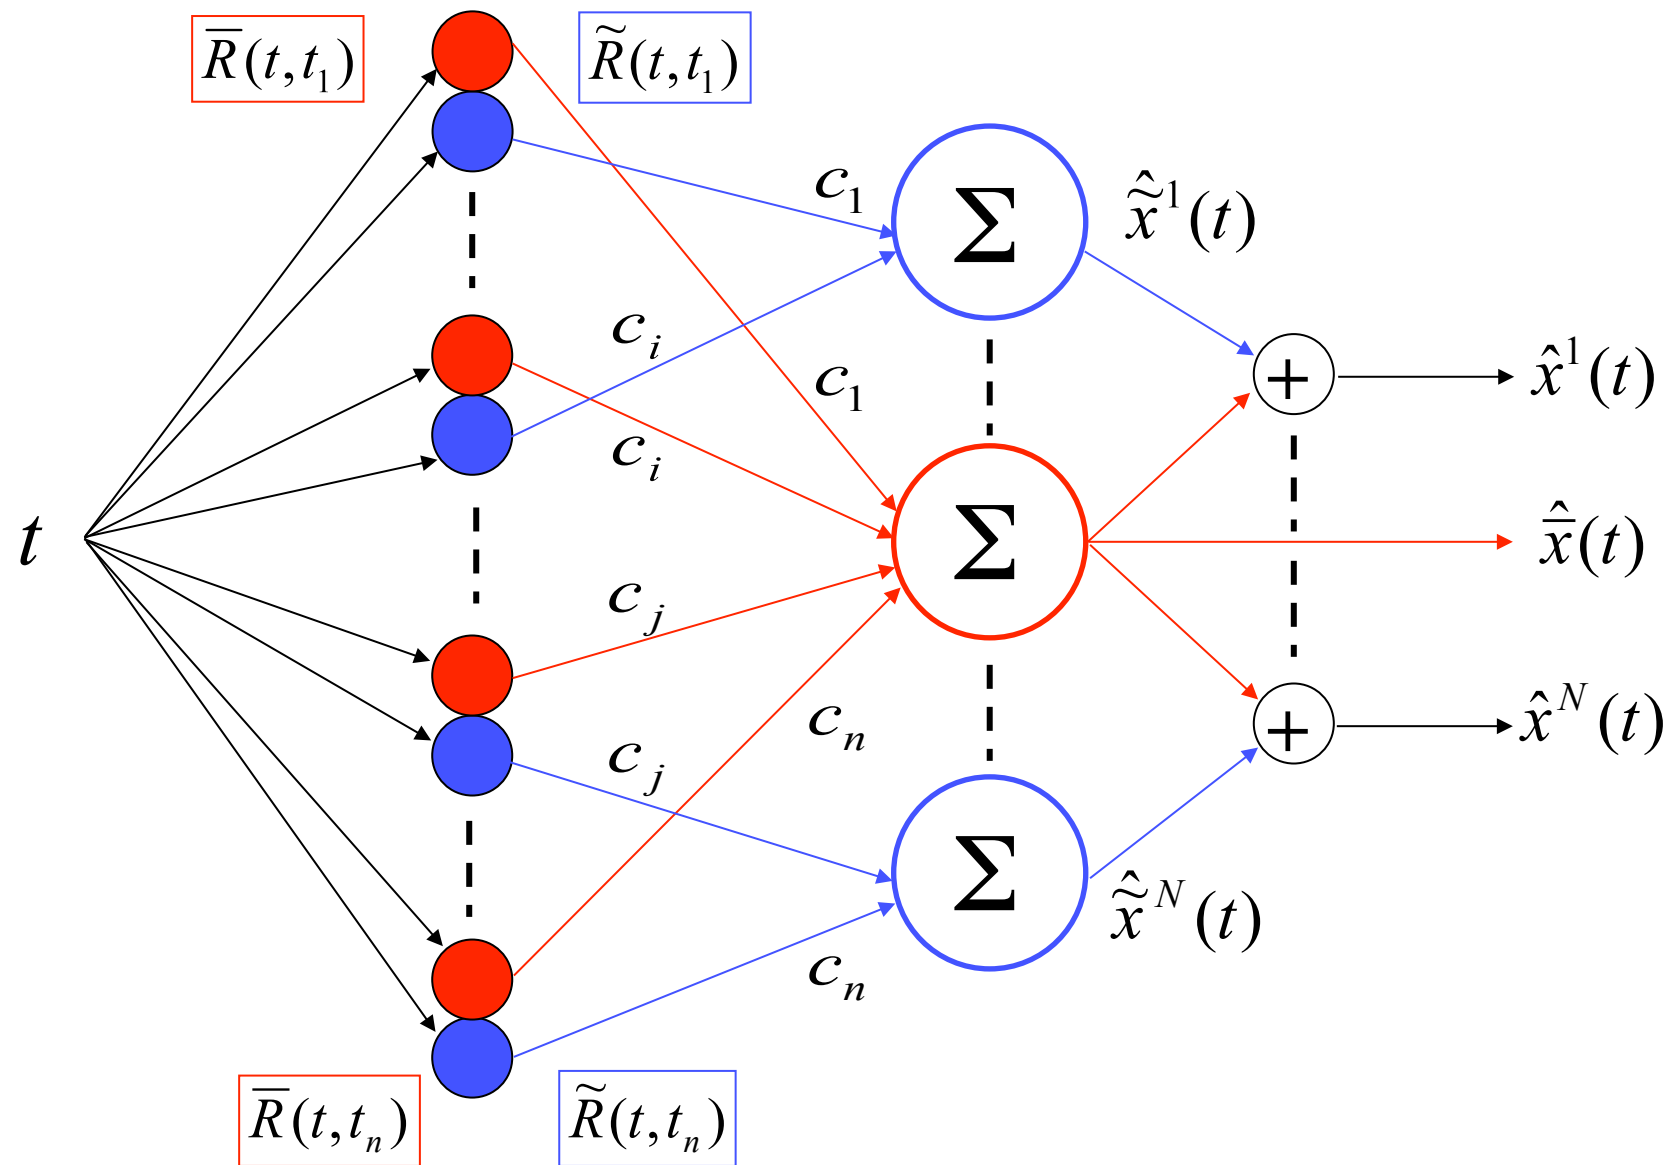 R̅(t,t₁)
R̃(t,t₁)
c₁
Σ
x̃̂¹(t)
cᵢ
c₁
+
x̂¹(t)
cᵢ
t
Σ
x̅̂(t)
cⱼ
cₙ
+
x̂ᴺ(t)
cⱼ
Σ
x̃̂ᴺ(t)
cₙ
R̅(t,tₙ)
R̃(t,tₙ)